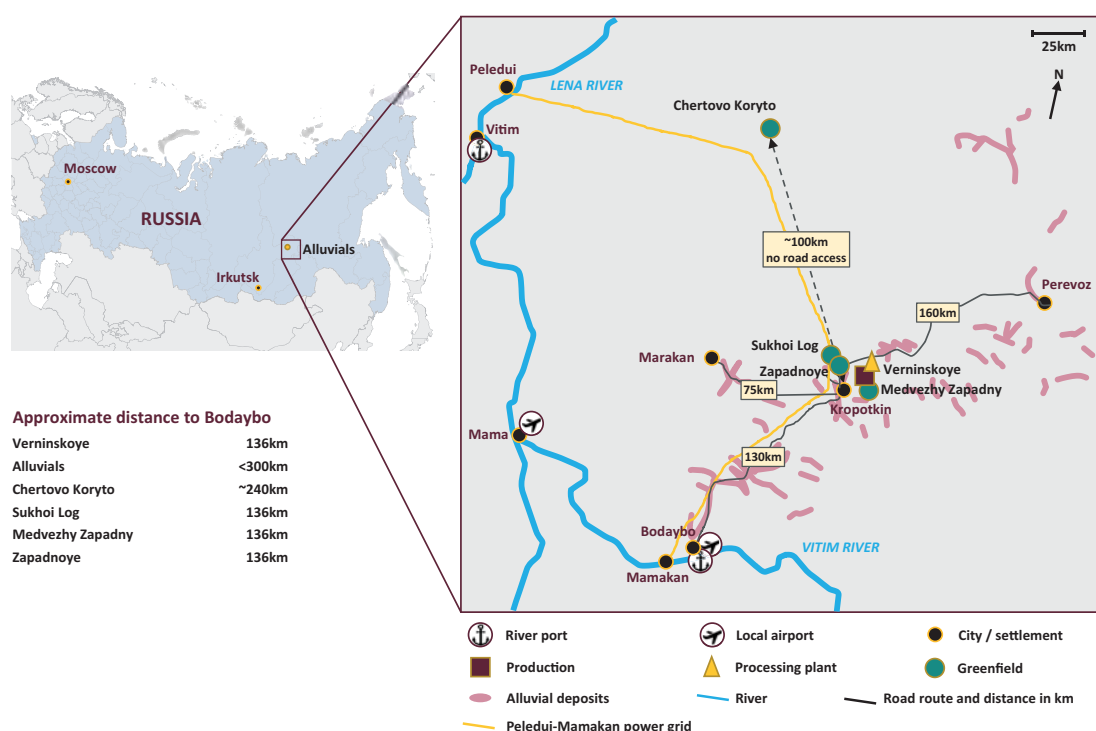 Moscow
RUSSIA
Alluvials
Irkutsk
Approximate distance to Bodaybo
Verninskoye 136km
Alluvials <300km
Chertovo Koryto ~240km
Sukhoi Log 136km
Medvezhy Zapadny 136km
Zapadnoye 136km
25km
N
Peledui
LENA RIVER
Chertovo Koryto
Vitim
~100km
no road access
Perevoz
160km
Sukhoi Log
Marakan
Zapadnoye
Verninskoye
75km
Medvezhy Zapadny
Kropotkin
Mama
130km
Bodaybo
VITIM RIVER
Mamakan
River port
Local airport
City / settlement
Production
Processing plant
Greenfield
Alluvial deposits
River
Road route and distance in km
Peledui-Mamakan power grid